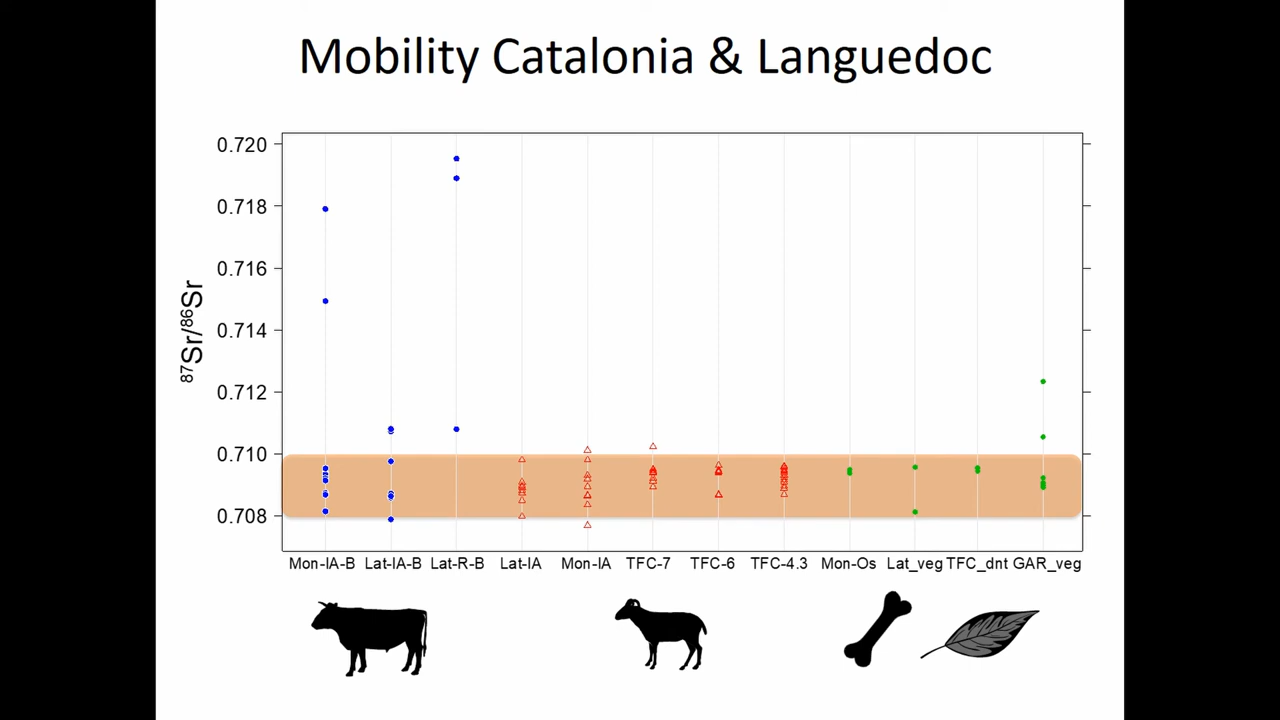 Mobility Catalonia & Languedoc
0.720
0.718
0.716
0.714
0.712
0.710
0.708
⁸⁷Sr/⁸⁶Sr
Mon-IA-B Lat-IA-B Lat-R-B Lat-IA Mon-IA TFC-7 TFC-6 TFC-4.3 Mon-Os Lat_veg TFC_dnt GAR_veg